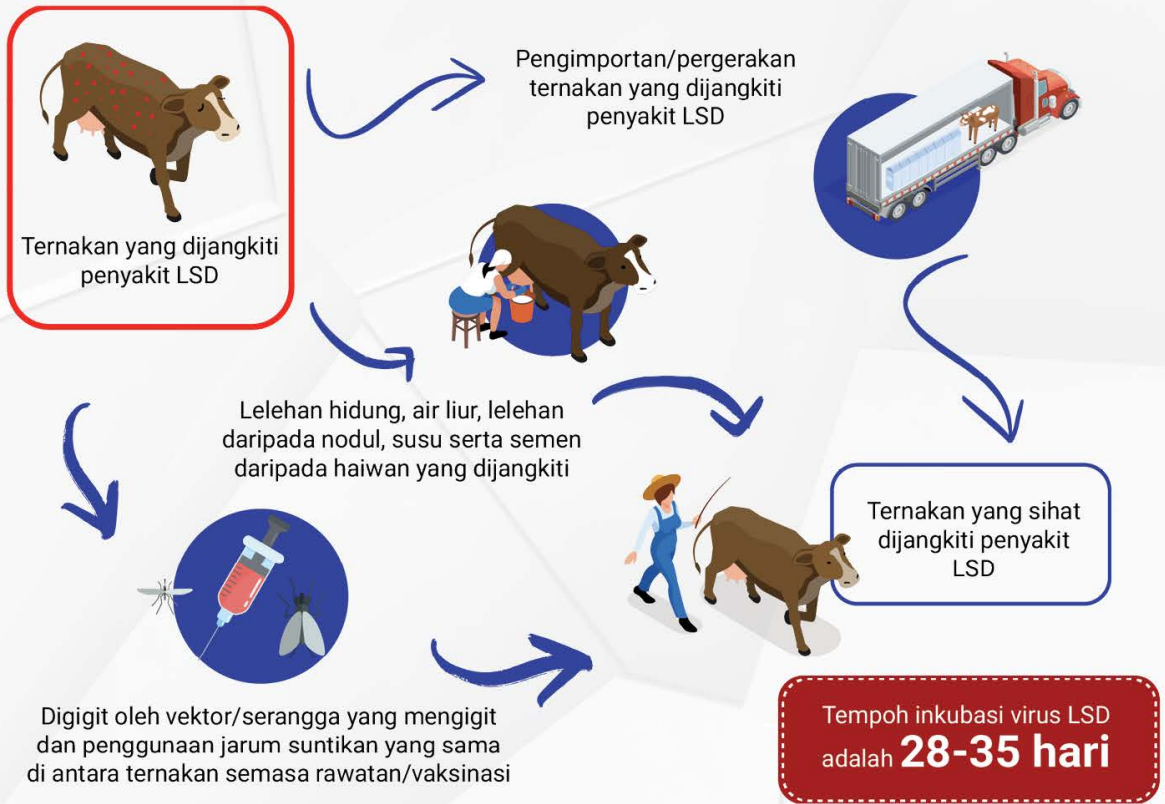 Pengimportan/pergerakan
ternakan yang dijangkiti
penyakit LSD
Ternakan yang dijangkiti
penyakit LSD
Lelehan hidung, air liur, lelehan
daripada nodul, susu serta semen
daripada haiwan yang dijangkiti
Ternakan yang sihat
dijangkiti penyakit
LSD
Digigit oleh vektor/serangga yang mengigit
dan penggunaan jarum suntikan yang sama
di antara ternakan semasa rawatan/vaksinasi
Tempoh inkubasi virus LSD
adalah 28-35 hari